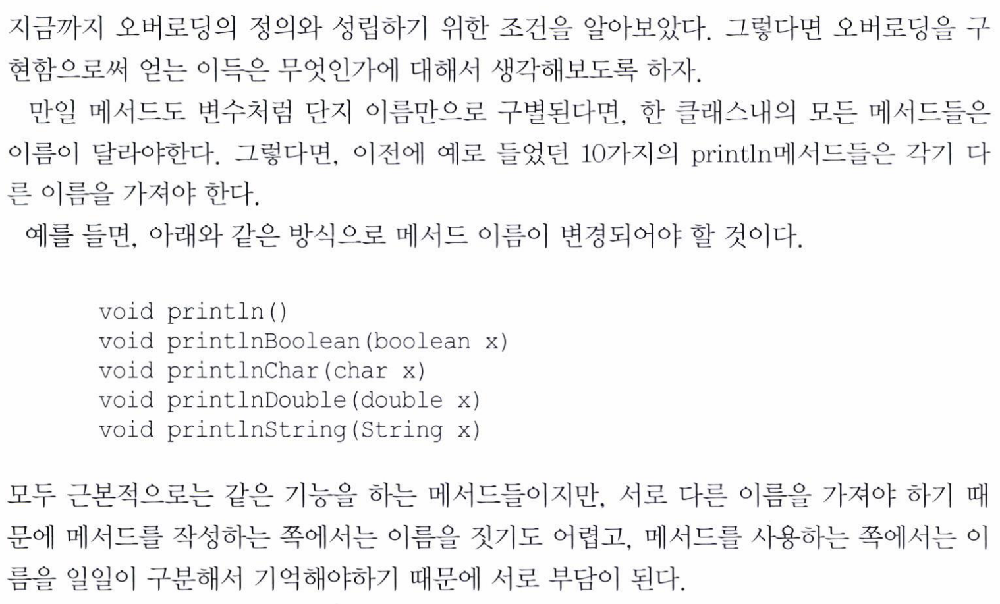 지금까지 오버로딩의 정의와 성립하기 위한 조건을 알아보았다. 그렇다면 오버로딩을 구
현함으로써 얻는 이득은 무엇인가에 대해서 생각해보도록 하자.
만일 메서드도 변수처럼 단지 이름만으로 구별된다면, 한 클래스내의 모든 메서드들은
이름이 달라야한다. 그렇다면, 이전에 예로 들었던 10가지의 println메서드들은 각기 다
른 이름을 가져야 한다.
예를 들면, 아래와 같은 방식으로 메서드 이름이 변경되어야 할 것이다.
void println()
void printlnBoolean(boolean x)
void printlnChar(char x)
void printlnDouble(double x)
void printlnString(String x)
모두 근본적으로는 같은 기능을 하는 메서드들이지만, 서로 다른 이름을 가져야 하기 때
문에 메서드를 작성하는 쪽에서는 이름을 짓기도 어렵고, 메서드를 사용하는 쪽에서는 이
름을 일일이 구분해서 기억해야하기 때문에 서로 부담이 된다.